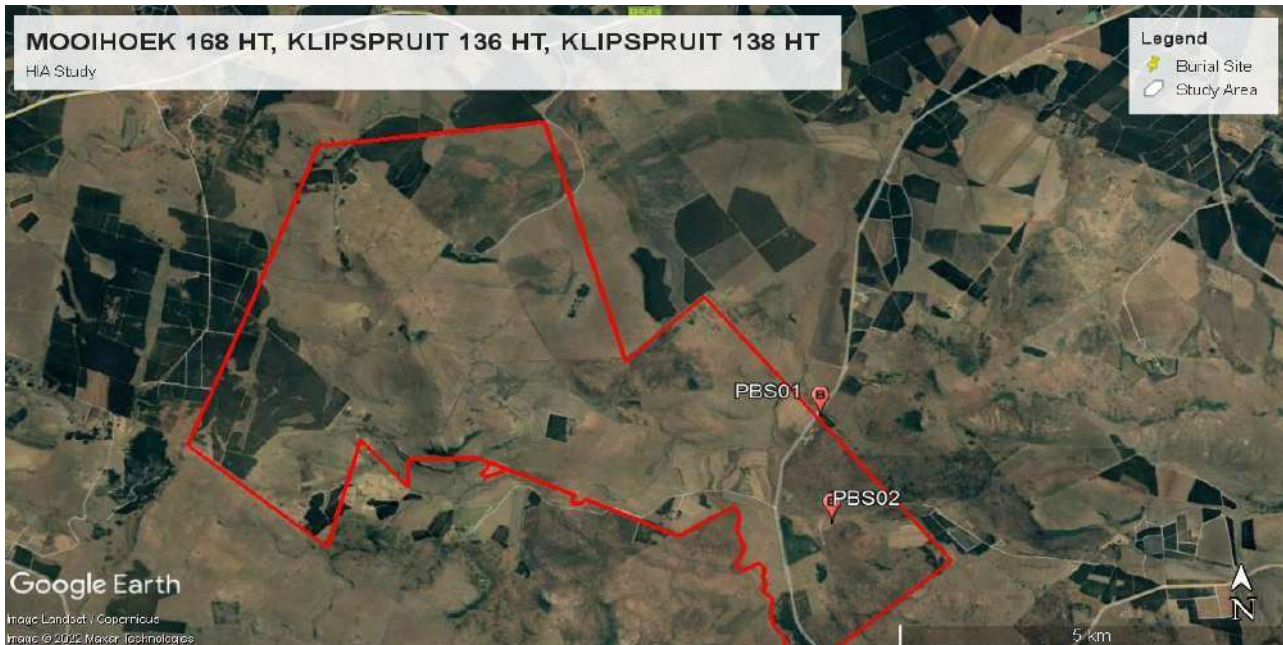 R543
MOOIHOEK 168 HT, KLIPSPRUIT 136 HT, KLIPSPRUIT 138 HT
HIA Study
Legend
Burial Site
Study Area
PBS01
B
PBS02
B
Google Earth
Image Landsat / Copernicus
Image © 2022 Maxar Technologies
N
5 km